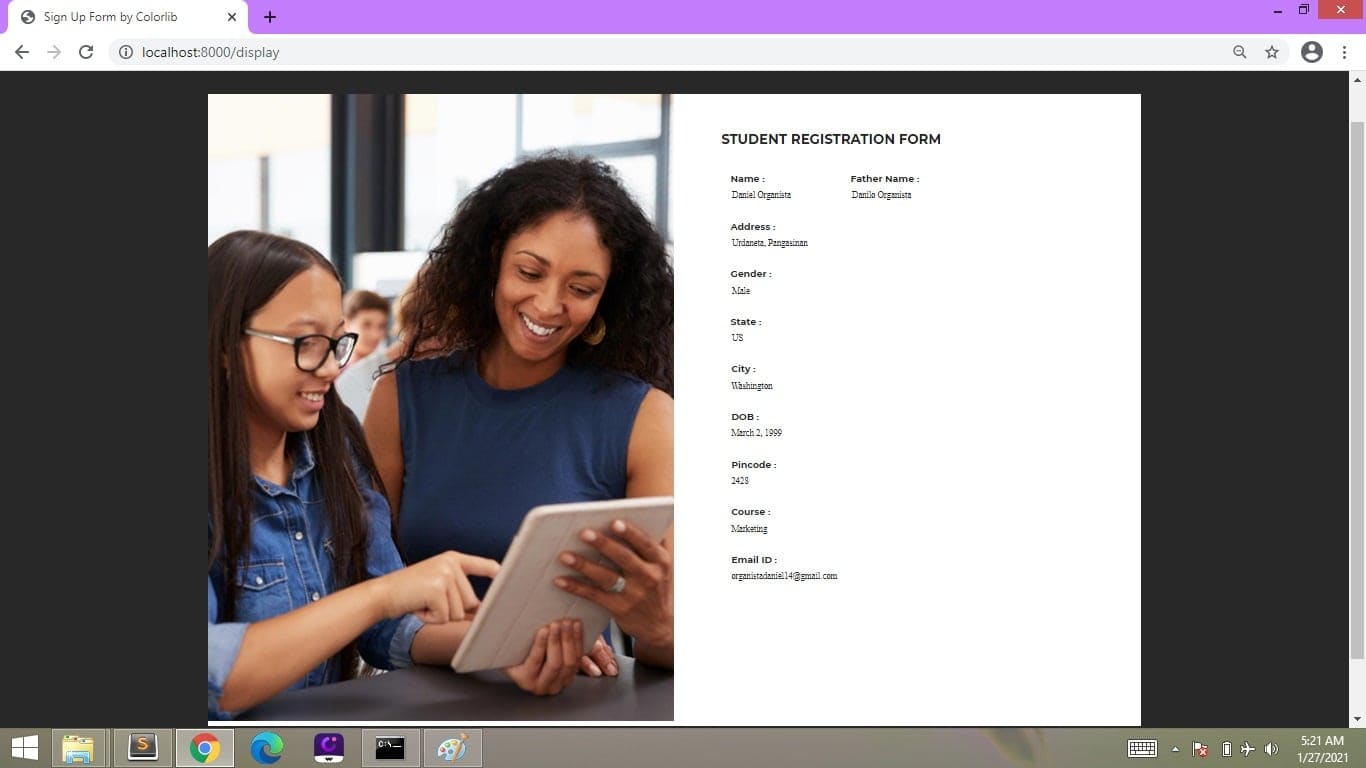 Sign Up Form by Colorlib
localhost:8000/display
STUDENT REGISTRATION FORM
Name : Father Name :
Daniel Organista Danilo Organista
Address :
Urdaneta, Pangasinan
Gender :
Male
State :
US
City :
Washington
DOB :
March 2, 1999
Pincode :
2428
Course :
Marketing
Email ID :
organistadaniel14@gmail.com
5:21 AM
1/27/2021